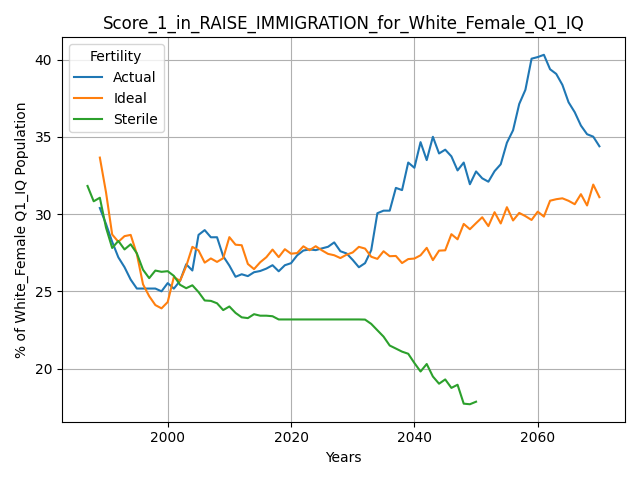 Score_1_in_RAISE_IMMIGRATION_for_White_Female_Q1_IQ
Fertility
Actual
Ideal
Sterile
% of White_Female Q1_IQ Population
40
35
30
25
20
2000
2020
2040
2060
Years